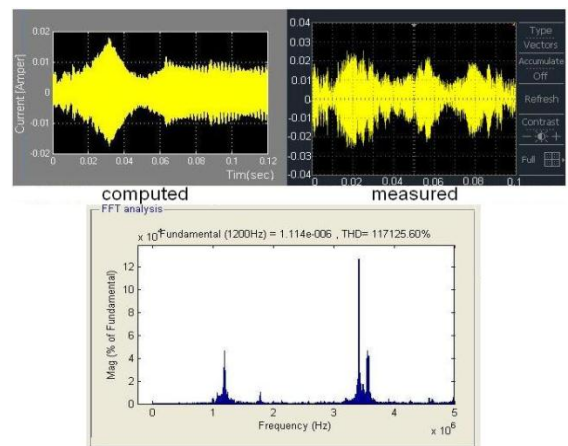 0.02
0.01
0
-0.01
-0.02
Current [Amper]
0 0.02 0.04 0.06 0.08 0.10 0.12
Tim(sec)
0.04
0.03
0.02
0.01
0
-0.01
-0.02
-0.03
-0.04
0 0.02 0.04 0.06 0.08 0.1
Type
Vectors
Accumulate
Off
Refresh
Contrast
Full
computed
measured
FFT analysis
x 10⁴ Fundamental (1200Hz) = 1.114e-006 , THD= 117125.60%
Mag (% of Fundamental)
12
10
8
6
4
2
0
0 1 2 3 4 5
Frequency (Hz)
x 10⁶